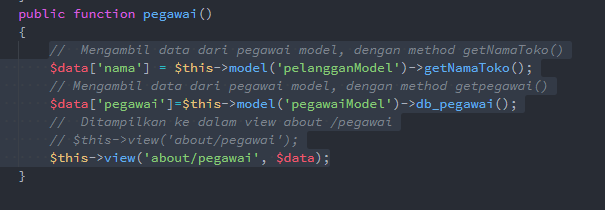 public function pegawai()
{
//  Mengambil data dari pegawai model, dengan method getNamaToko()
$data['nama'] = $this->model('pelangganModel')->getNamaToko();
// Mengambil data dari pegawai model, dengan method getpegawai()
$data['pegawai']=$this->model('pegawaiModel')->db_pegawai();
//  Ditampilkan ke dalam view about /pegawai
// $this->view('about/pegawai');
$this->view('about/pegawai', $data);
}